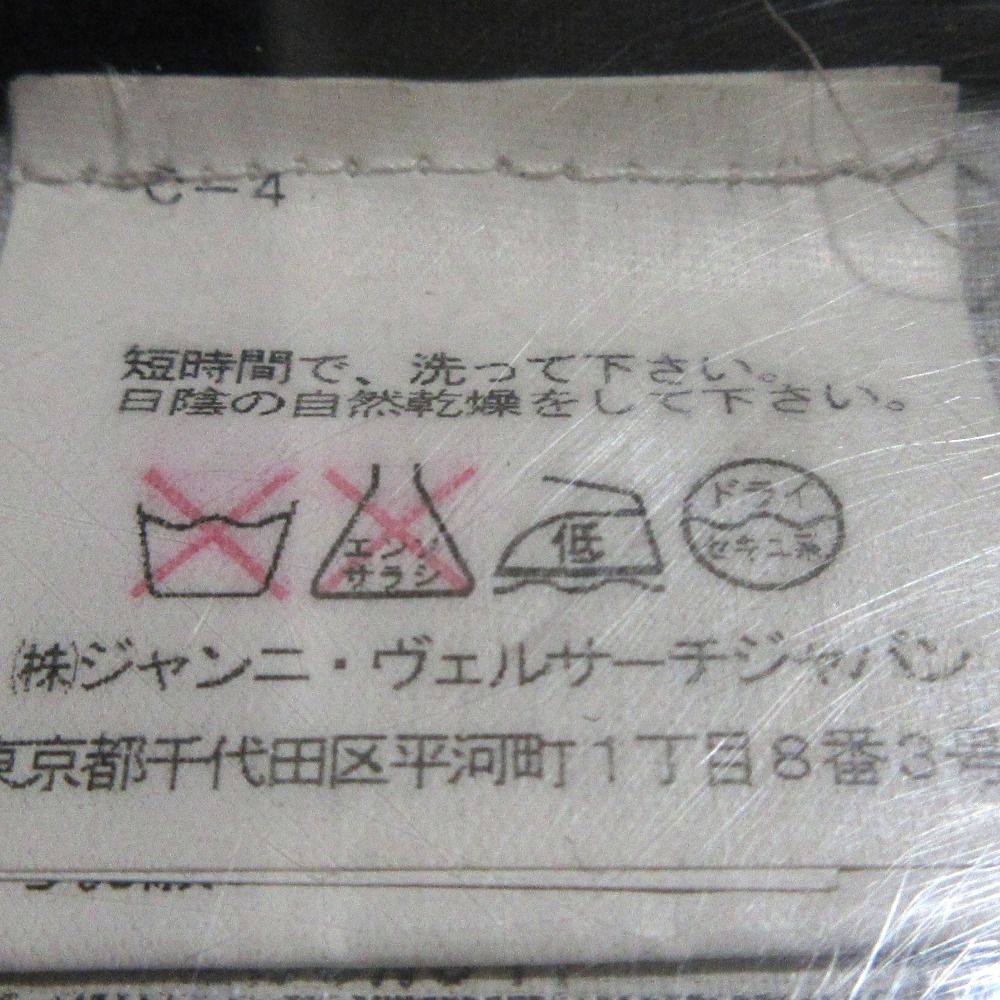 C-4
短時間で、洗って下さい。
日陰の自然乾燥をして下さい。
エンソ
サラシ
低
ドライ
セキユ系
㈱ジャンニ・ヴェルサーチジャパン
東京都千代田区平河町1丁目8番3号